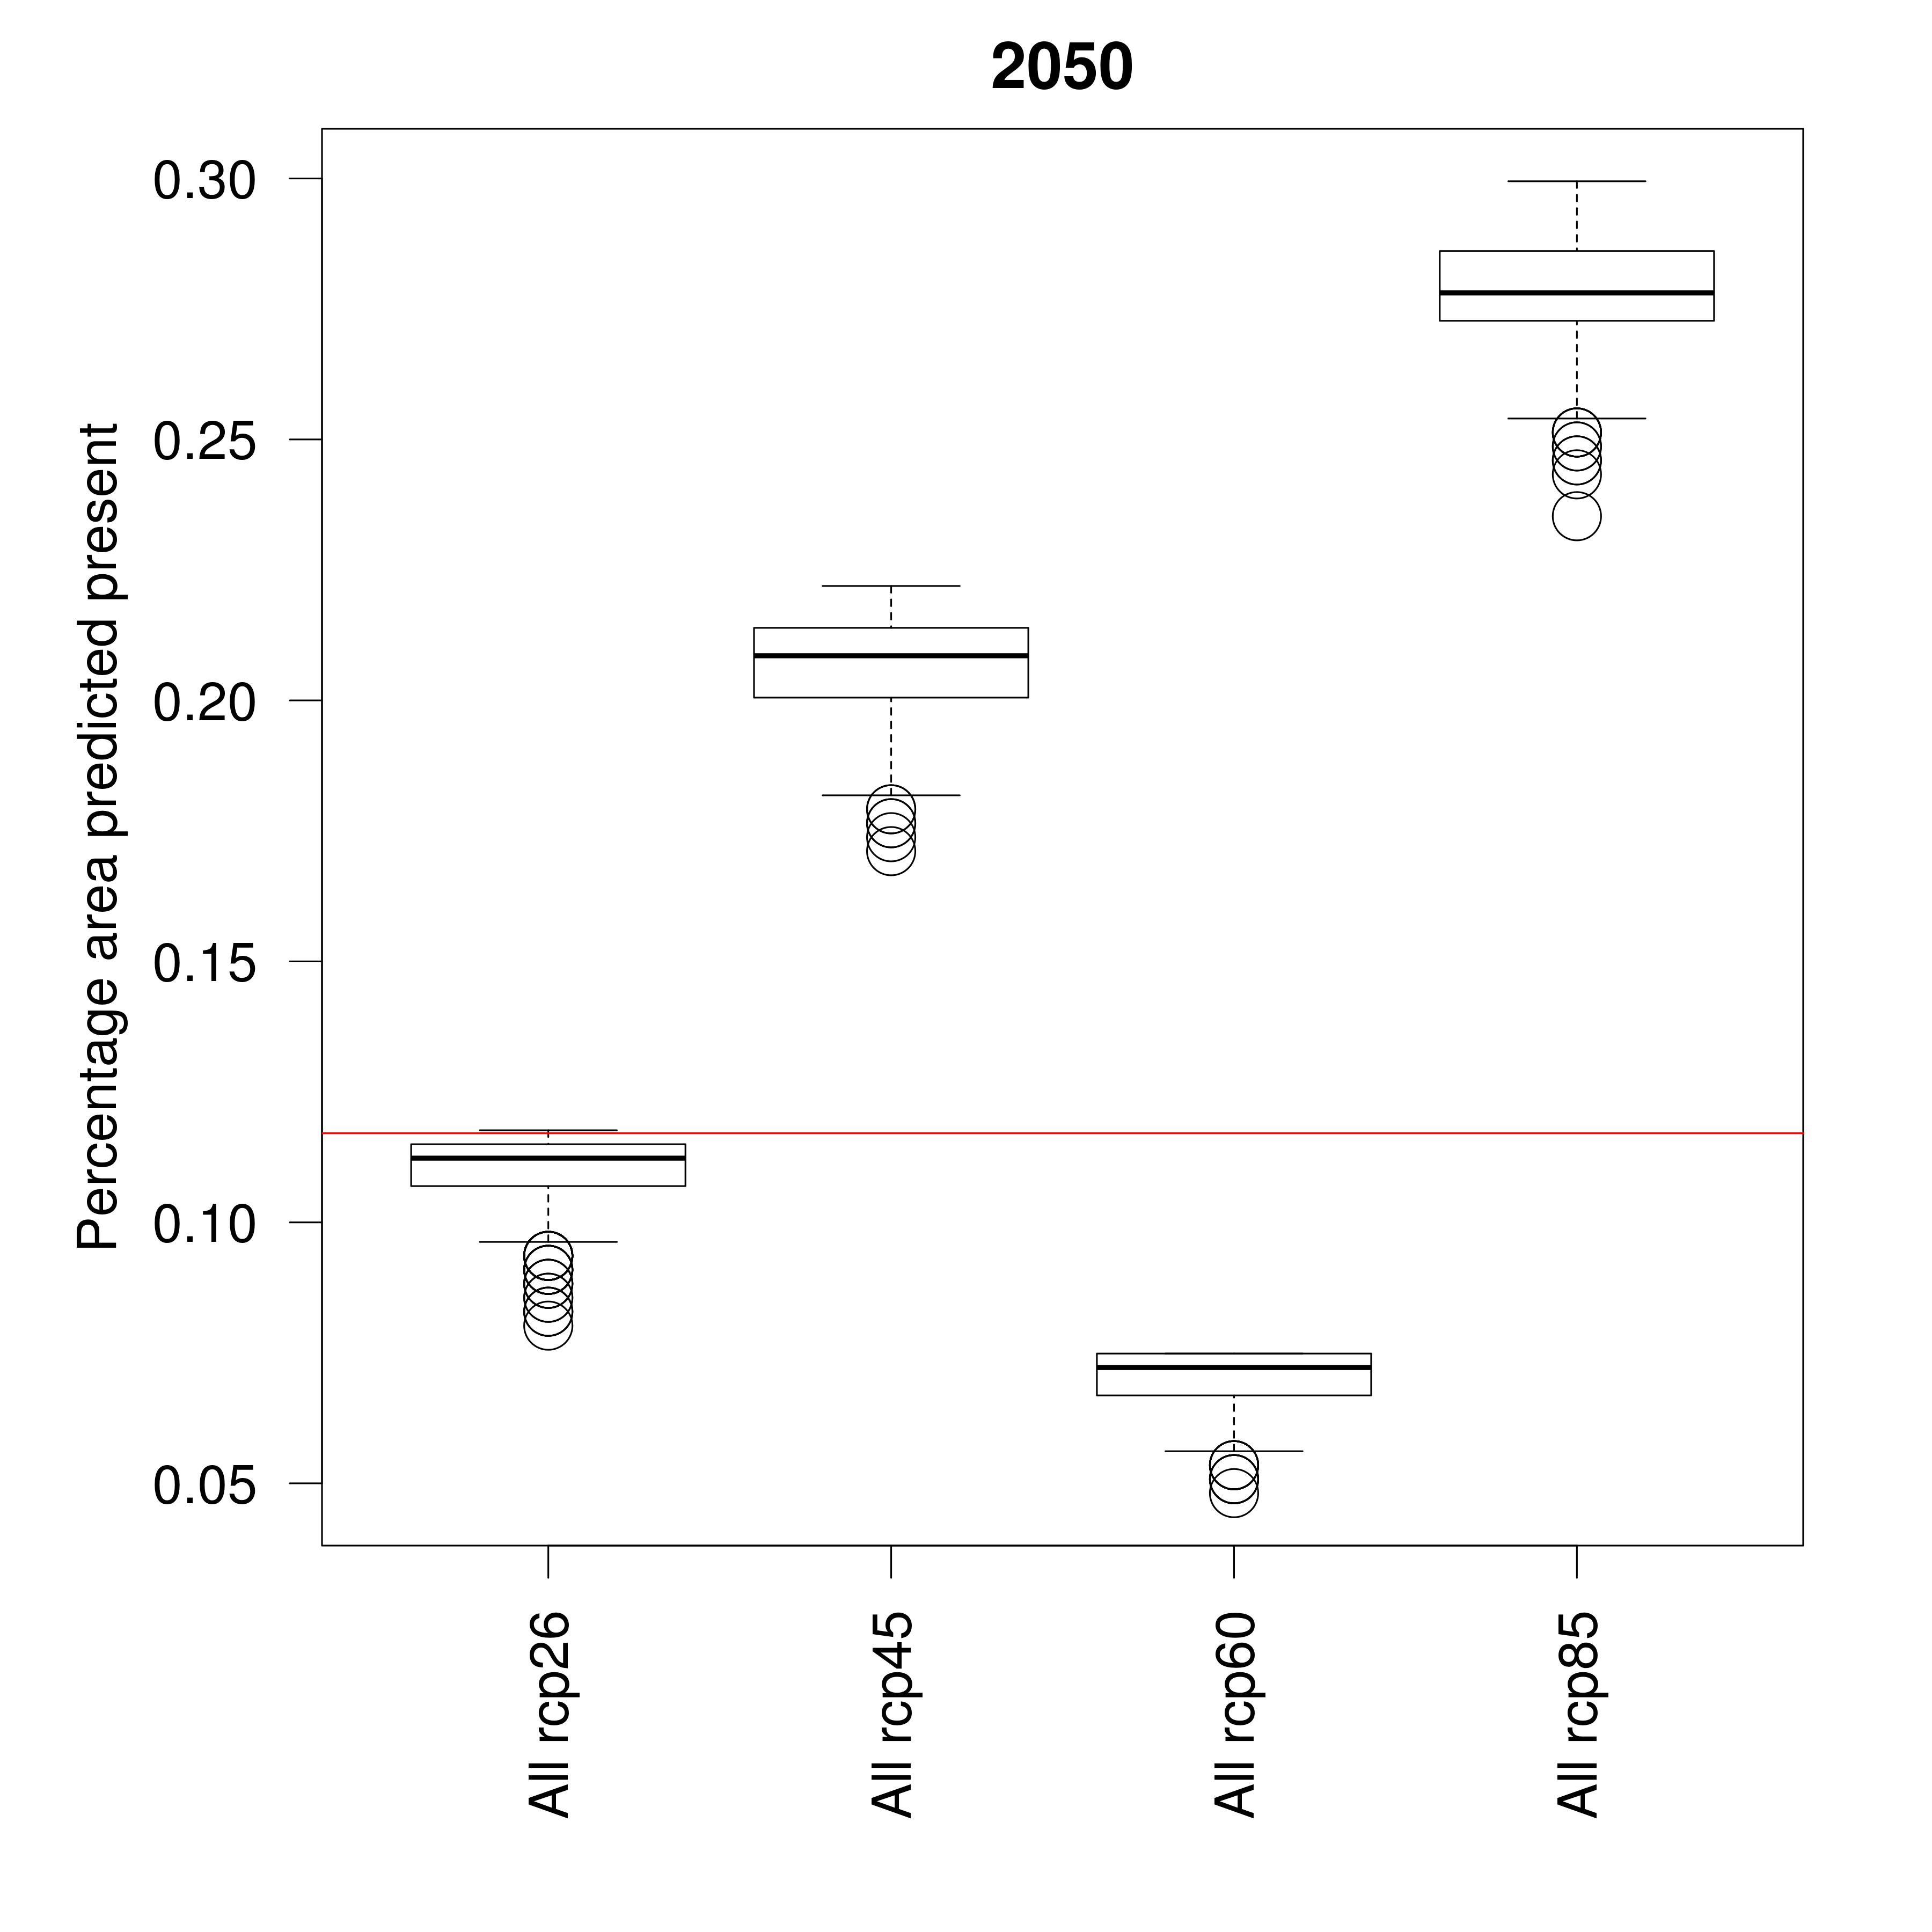 2050
Percentage area predicted present
0.30
0.25
0.20
0.15
0.10
0.05
All rcp26
All rcp45
All rcp60
All rcp85